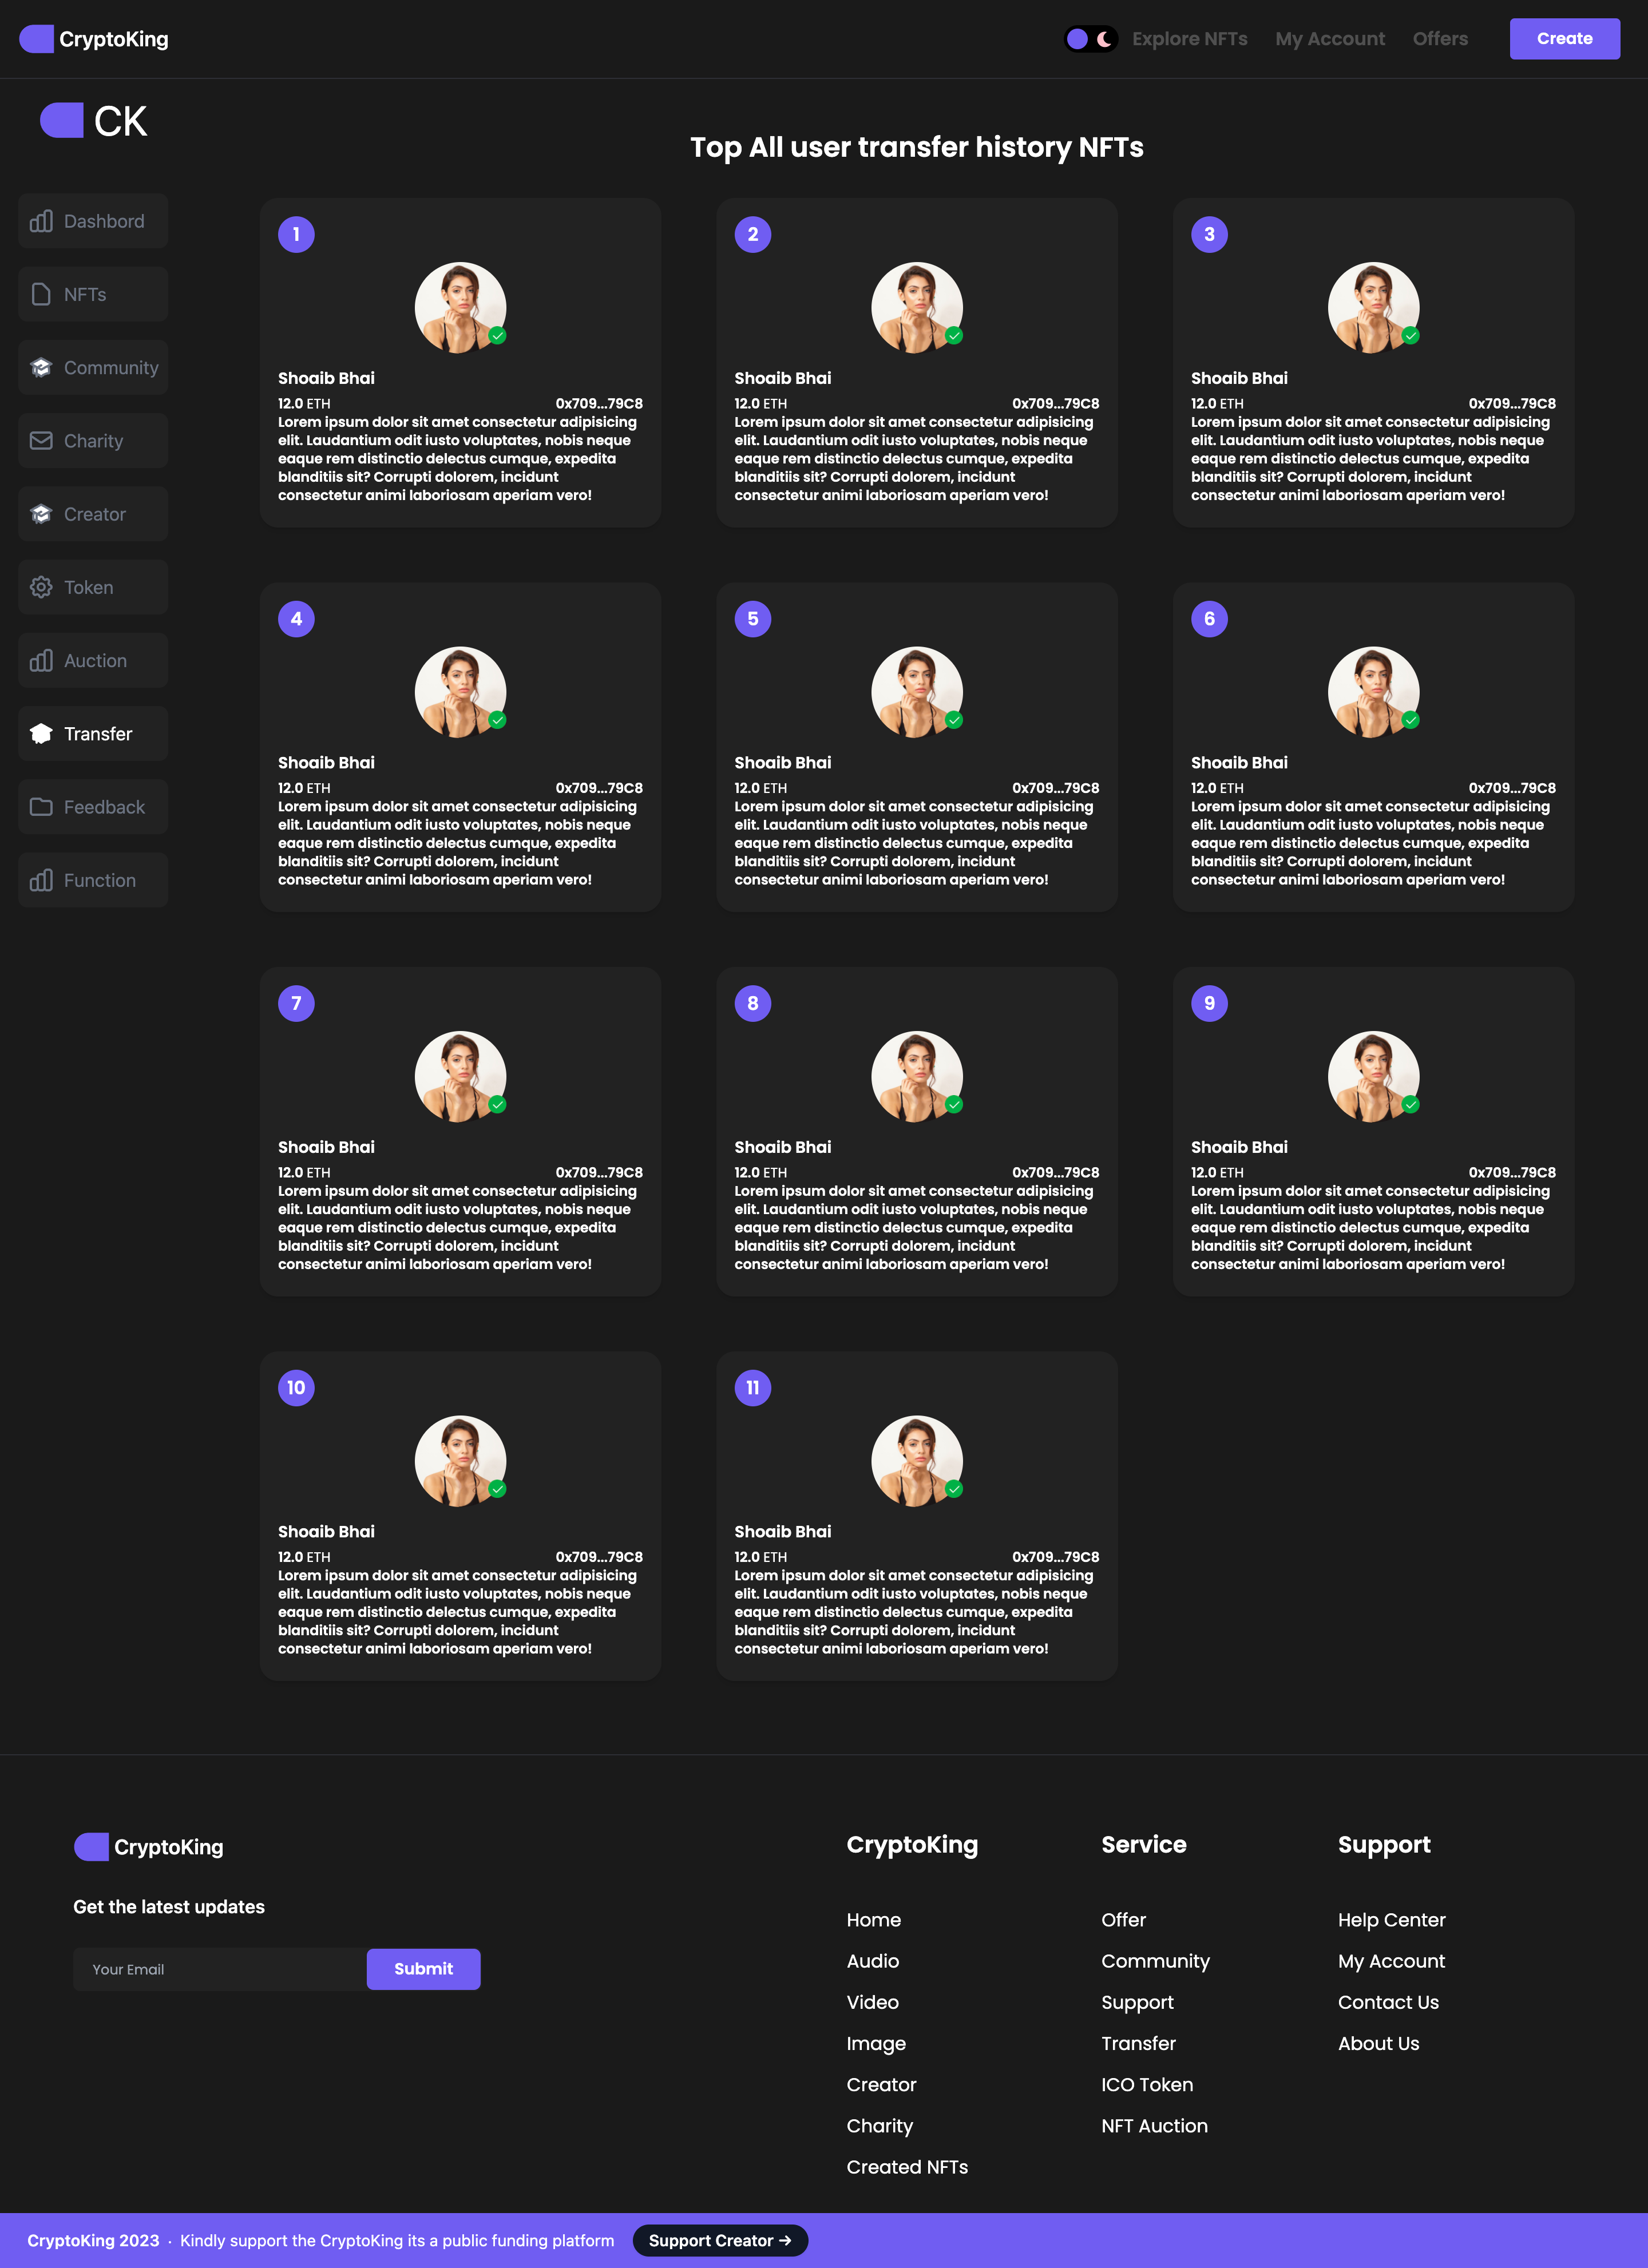 CryptoKing
Explore NFTs
My Account
Offers
Create
CK
Dashbord
NFTs
Community
Charity
Creator
Token
Auction
Transfer
Feedback
Function
Top All user transfer history NFTs
1
Shoaib Bhai
12.0 ETH 0x709...79C8
Lorem ipsum dolor sit amet consectetur adipisicing
elit. Laudantium odit iusto voluptates, nobis neque
eaque rem distinctio delectus cumque, expedita
blanditiis sit? Corrupti dolorem, incidunt
consectetur animi laboriosam aperiam vero!
2
Shoaib Bhai
12.0 ETH 0x709...79C8
Lorem ipsum dolor sit amet consectetur adipisicing
elit. Laudantium odit iusto voluptates, nobis neque
eaque rem distinctio delectus cumque, expedita
blanditiis sit? Corrupti dolorem, incidunt
consectetur animi laboriosam aperiam vero!
3
Shoaib Bhai
12.0 ETH 0x709...79C8
Lorem ipsum dolor sit amet consectetur adipisicing
elit. Laudantium odit iusto voluptates, nobis neque
eaque rem distinctio delectus cumque, expedita
blanditiis sit? Corrupti dolorem, incidunt
consectetur animi laboriosam aperiam vero!
4
Shoaib Bhai
12.0 ETH 0x709...79C8
Lorem ipsum dolor sit amet consectetur adipisicing
elit. Laudantium odit iusto voluptates, nobis neque
eaque rem distinctio delectus cumque, expedita
blanditiis sit? Corrupti dolorem, incidunt
consectetur animi laboriosam aperiam vero!
5
Shoaib Bhai
12.0 ETH 0x709...79C8
Lorem ipsum dolor sit amet consectetur adipisicing
elit. Laudantium odit iusto voluptates, nobis neque
eaque rem distinctio delectus cumque, expedita
blanditiis sit? Corrupti dolorem, incidunt
consectetur animi laboriosam aperiam vero!
6
Shoaib Bhai
12.0 ETH 0x709...79C8
Lorem ipsum dolor sit amet consectetur adipisicing
elit. Laudantium odit iusto voluptates, nobis neque
eaque rem distinctio delectus cumque, expedita
blanditiis sit? Corrupti dolorem, incidunt
consectetur animi laboriosam aperiam vero!
7
Shoaib Bhai
12.0 ETH 0x709...79C8
Lorem ipsum dolor sit amet consectetur adipisicing
elit. Laudantium odit iusto voluptates, nobis neque
eaque rem distinctio delectus cumque, expedita
blanditiis sit? Corrupti dolorem, incidunt
consectetur animi laboriosam aperiam vero!
8
Shoaib Bhai
12.0 ETH 0x709...79C8
Lorem ipsum dolor sit amet consectetur adipisicing
elit. Laudantium odit iusto voluptates, nobis neque
eaque rem distinctio delectus cumque, expedita
blanditiis sit? Corrupti dolorem, incidunt
consectetur animi laboriosam aperiam vero!
9
Shoaib Bhai
12.0 ETH 0x709...79C8
Lorem ipsum dolor sit amet consectetur adipisicing
elit. Laudantium odit iusto voluptates, nobis neque
eaque rem distinctio delectus cumque, expedita
blanditiis sit? Corrupti dolorem, incidunt
consectetur animi laboriosam aperiam vero!
10
Shoaib Bhai
12.0 ETH 0x709...79C8
Lorem ipsum dolor sit amet consectetur adipisicing
elit. Laudantium odit iusto voluptates, nobis neque
eaque rem distinctio delectus cumque, expedita
blanditiis sit? Corrupti dolorem, incidunt
consectetur animi laboriosam aperiam vero!
11
Shoaib Bhai
12.0 ETH 0x709...79C8
Lorem ipsum dolor sit amet consectetur adipisicing
elit. Laudantium odit iusto voluptates, nobis neque
eaque rem distinctio delectus cumque, expedita
blanditiis sit? Corrupti dolorem, incidunt
consectetur animi laboriosam aperiam vero!
CryptoKing
Get the latest updates
Your Email
Submit
CryptoKing
Home
Audio
Video
Image
Creator
Charity
Created NFTs
Service
Offer
Community
Support
Transfer
ICO Token
NFT Auction
Support
Help Center
My Account
Contact Us
About Us
CryptoKing 2023 · Kindly support the CryptoKing its a public funding platform
Support Creator →